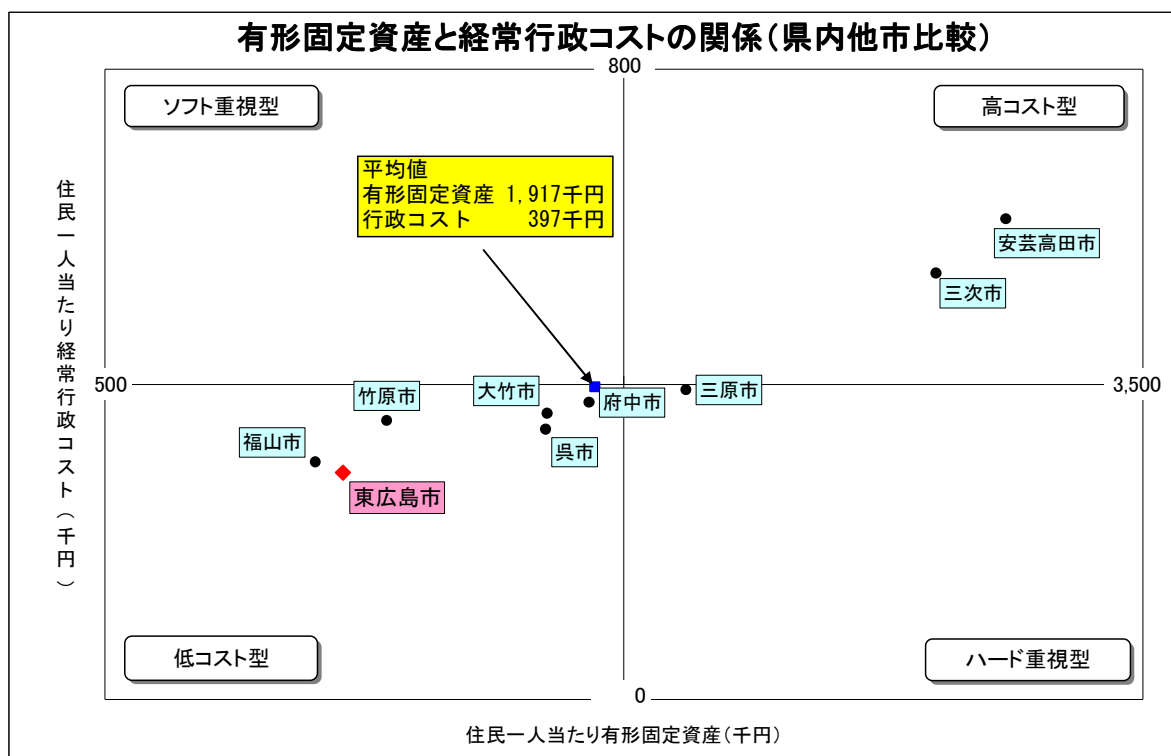 有形固定資産と経常行政コストの関係（県内他市比較）
800
ソフト重視型
高コスト型
平均値
有形固定資産 1,917千円
行政コスト 397千円
住民一人当たり経常行政コスト（千円）
安芸高田市
三次市
500
3,500
竹原市
大竹市
府中市
三原市
福山市
呉市
東広島市
低コスト型
ハード重視型
0
住民一人当たり有形固定資産（千円）